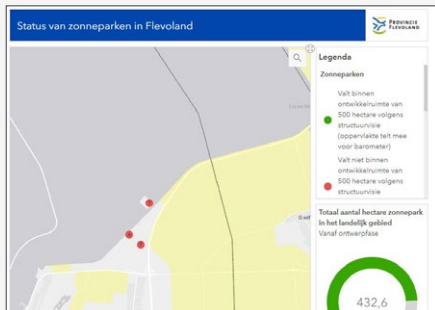 Status van zonneparken in Flevoland
PROVINCIE
FLEVOLAND
Legenda
Zonneparken
Valt binnen
ontwikkelruimte van
500 hectare volgens
structuurvisie
(oppervlakte telt mee
voor barometer)
Valt niet binnen
ontwikkelruimte van
500 hectare volgens
structuurvisie
Totaal aantal hectare zonnepark
in het landelijk gebied
Vanaf ontwerpfase
432,6